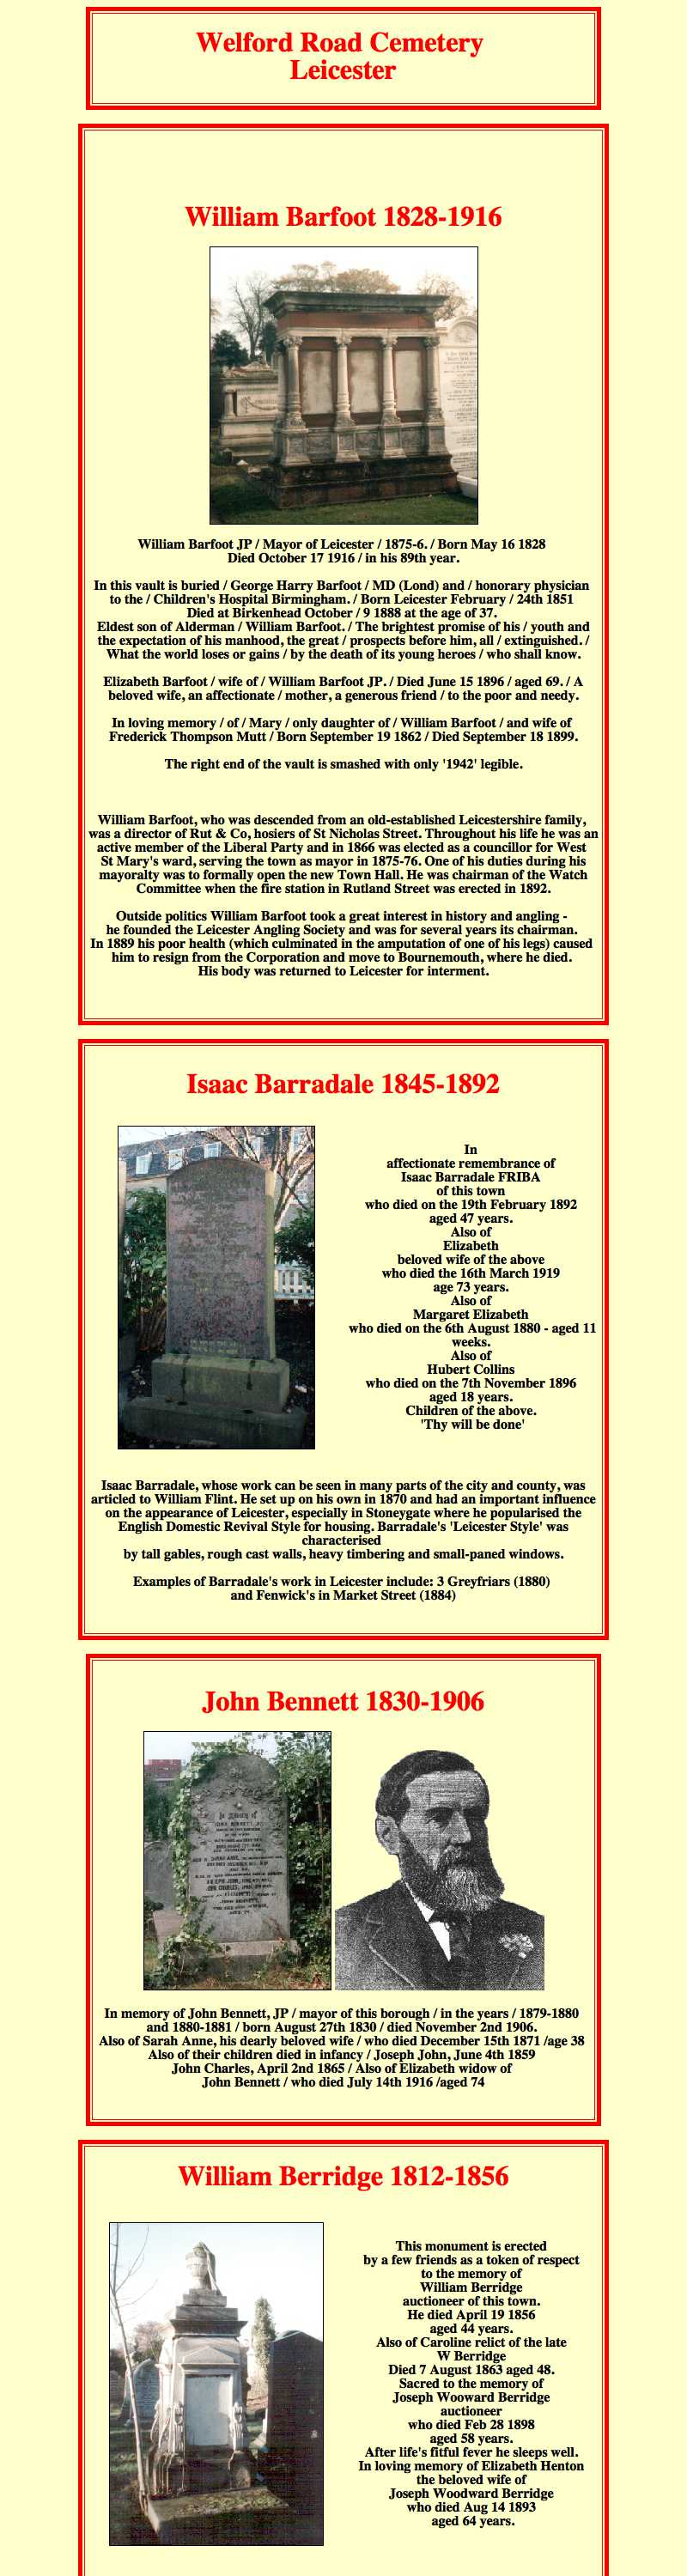 Welford Road Cemetery
Leicester
William Barfoot 1828-1916
William Barfoot JP / Mayor of Leicester / 1875-6. / Born May 16 1828
Died October 17 1916 / in his 89th year.
In this vault is buried / George Harry Barfoot / MD (Lond) and / honorary physician
to the / Children's Hospital Birmingham. / Born Leicester February / 24th 1851
Died at Birkenhead October / 9 1888 at the age of 37.
Eldest son of Alderman / William Barfoot. / The brightest promise of his / youth and
the expectation of his manhood, the great / prospects before him, all / extinguished. /
What the world loses or gains / by the death of its young heroes / who shall know.
Elizabeth Barfoot / wife of / William Barfoot JP. / Died June 15 1896 / aged 69. / A
beloved wife, an affectionate / mother, a generous friend / to the poor and needy.
In loving memory / of / Mary / only daughter of / William Barfoot / and wife of
Frederick Thompson Mutt / Born September 19 1862 / Died September 18 1899.
The right end of the vault is smashed with only '1942' legible.
William Barfoot, who was descended from an old-established Leicestershire family,
was a director of Rut & Co, hosiers of St Nicholas Street. Throughout his life he was an
active member of the Liberal Party and in 1866 was elected as a councillor for West
St Mary's ward, serving the town as mayor in 1875-76. One of his duties during his
mayoralty was to formally open the new Town Hall. He was chairman of the Watch
Committee when the fire station in Rutland Street was erected in 1892.
Outside politics William Barfoot took a great interest in history and angling -
he founded the Leicester Angling Society and was for several years its chairman.
In 1889 his poor health (which culminated in the amputation of one of his legs) caused
him to resign from the Corporation and move to Bournemouth, where he died.
His body was returned to Leicester for interment.
Isaac Barradale 1845-1892
In
affectionate remembrance of
Isaac Barradale FRIBA
of this town
who died on the 19th February 1892
aged 47 years.
Also of
Elizabeth
beloved wife of the above
who died the 16th March 1919
age 73 years.
Also of
Margaret Elizabeth
who died on the 6th August 1880 - aged 11
weeks.
Also of
Hubert Collins
who died on the 7th November 1896
aged 18 years.
Children of the above.
'Thy will be done'
Isaac Barradale, whose work can be seen in many parts of the city and county, was
articled to William Flint. He set up on his own in 1870 and had an important influence
on the appearance of Leicester, especially in Stoneygate where he popularised the
English Domestic Revival Style for housing. Barradale's 'Leicester Style' was
characterised
by tall gables, rough cast walls, heavy timbering and small-paned windows.
Examples of Barradale's work in Leicester include: 3 Greyfriars (1880)
and Fenwick's in Market Street (1884)
John Bennett 1830-1906
In memory of John Bennett, JP / mayor of this borough / in the years / 1879-1880
and 1880-1881 / born August 27th 1830 / died November 2nd 1906.
Also of Sarah Anne, his dearly beloved wife / who died December 15th 1871 /age 38
Also of their children died in infancy / Joseph John, June 4th 1859
John Charles, April 2nd 1865 / Also of Elizabeth widow of
John Bennett / who died July 14th 1916 /aged 74
William Berridge 1812-1856
This monument is erected
by a few friends as a token of respect
to the memory of
William Berridge
auctioneer of this town.
He died April 19 1856
aged 44 years.
Also of Caroline relict of the late
W Berridge
Died 7 August 1863 aged 48.
Sacred to the memory of
Joseph Wooward Berridge
auctioneer
who died Feb 28 1898
aged 58 years.
After life's fitful fever he sleeps well.
In loving memory of Elizabeth Henton
the beloved wife of
Joseph Woodward Berridge
who died Aug 14 1893
aged 64 years.